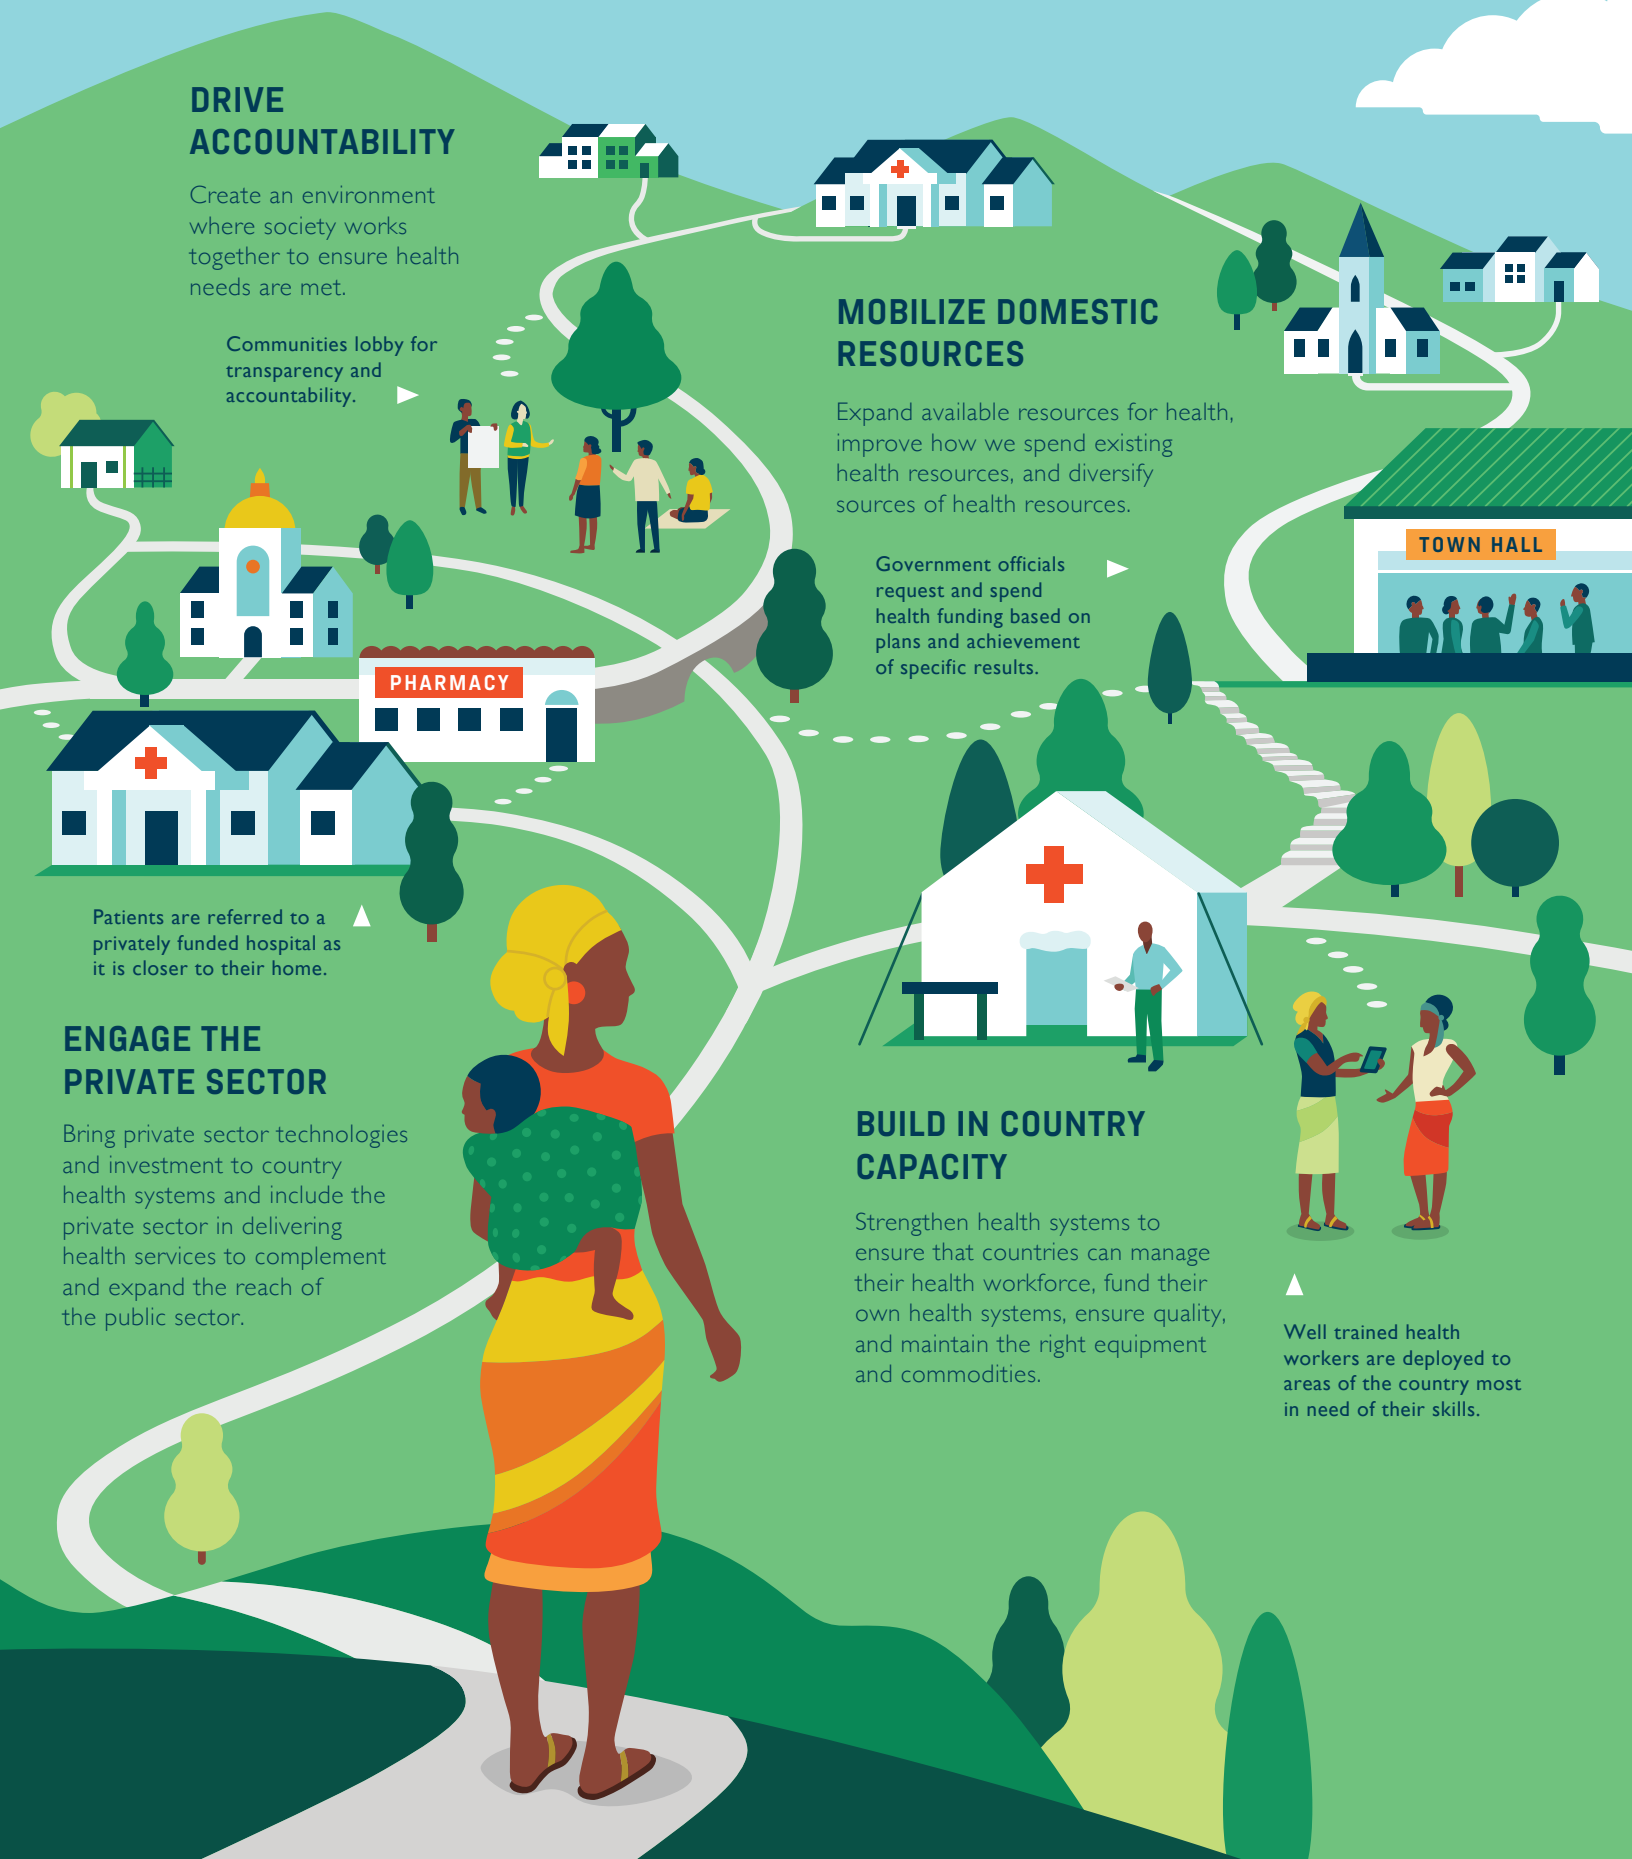 DRIVE
ACCOUNTABILITY
Create an environment
where society works
together to ensure health
needs are met.
Communities lobby for
transparency and
accountability.
MOBILIZE DOMESTIC
RESOURCES
Expand available resources for health,
improve how we spend existing
health resources, and diversify
sources of health resources.
Government officials
request and spend
health funding based on
plans and achievement
of specific results.
TOWN HALL
PHARMACY
Patients are referred to a
privately funded hospital as
it is closer to their home.
ENGAGE THE
PRIVATE SECTOR
Bring private sector technologies
and investment to country
health systems and include the
private sector in delivering
health services to complement
and expand the reach of
the public sector.
BUILD IN COUNTRY
CAPACITY
Strengthen health systems to
ensure that countries can manage
their health workforce, fund their
own health systems, ensure quality,
and maintain the right equipment
and commodities.
Well trained health
workers are deployed to
areas of the country most
in need of their skills.